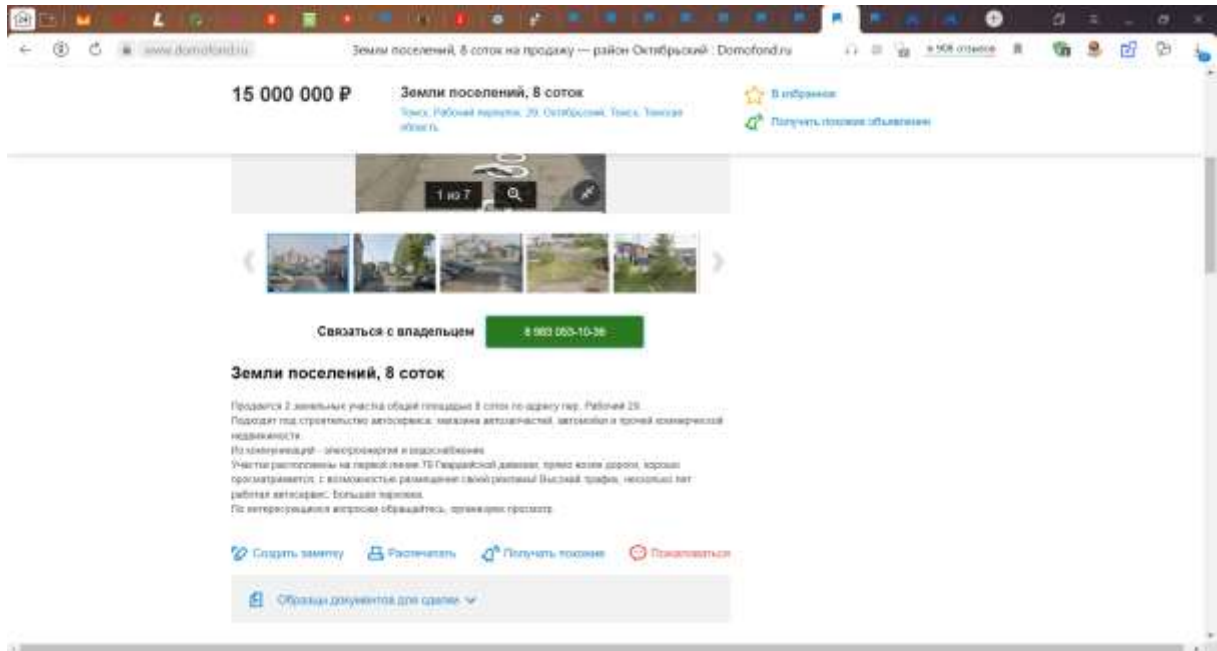 www.domofond.ru
Земли поселений, 8 соток на продажу — район Октябрьский : Domofond.ru
15 000 000 ₽
Земли поселений, 8 соток
В избранное
Томск, Рабочий переулок, 29, Октябрьский, Томск, Томская
область
Получить похожие объявления
1 из 7
Связаться с владельцем
Земли поселений, 8 соток
Продается 2 земельных участка общей площадью 8 соток по адресу пер. Рабочий 29.
Подходит под строительство автосервиса, магазина автозапчастей, автомойки и прочей коммерческой
недвижимости.
Из коммуникаций - электроэнергия и водоснабжение
Участки расположены на первой линии 79 Гвардейской дивизии, прямо возле дороги, хорошо
просматривается, с возможностью размещения своей рекламы! Высокий трафик, несколько лет
работал автосервис. Большая парковка.
По интересующимся вопросам обращайтесь, организуем просмотр.
Создать заметку
Распечатать
Получать похожие
Пожаловаться
Образцы документов для сделки